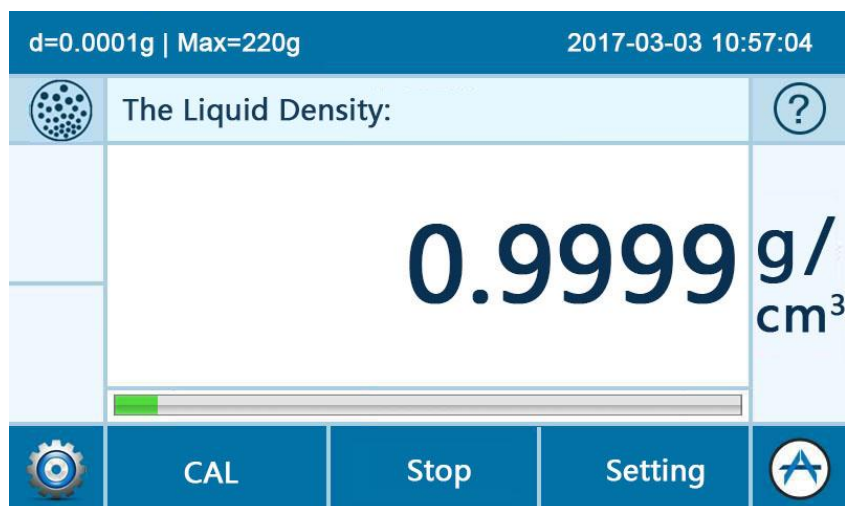 d=0.0001g | Max=220g 2017-03-03 10:57:04
The Liquid Density: ?
0.9999 g/
cm³
CAL Stop Setting